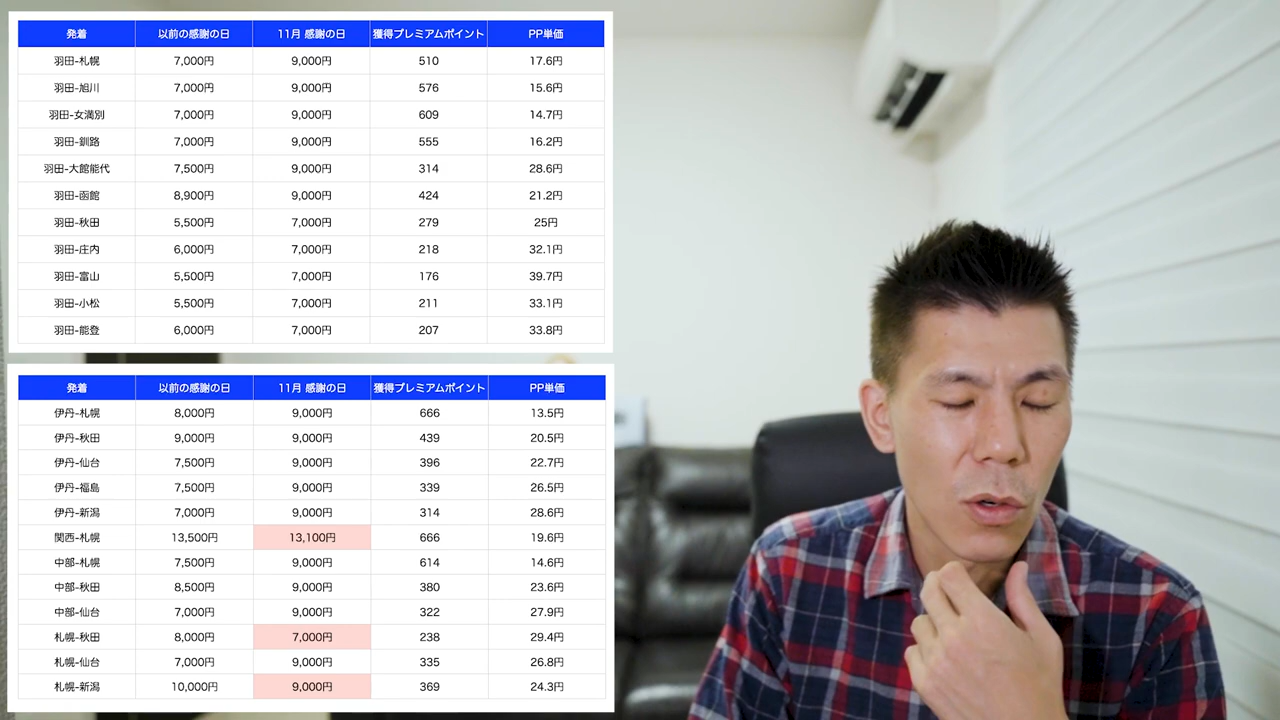 発着 以前の感謝の日 11月 感謝の日 獲得プレミアムポイント PP単価
羽田-札幌 7,000円 9,000円 510 17.6円
羽田-旭川 7,000円 9,000円 576 15.6円
羽田-女満別 7,000円 9,000円 609 14.7円
羽田-釧路 7,000円 9,000円 555 16.2円
羽田-大館能代 7,500円 9,000円 314 28.6円
羽田-函館 8,900円 9,000円 424 21.2円
羽田-秋田 5,500円 7,000円 279 25円
羽田-庄内 6,000円 7,000円 218 32.1円
羽田-富山 5,500円 7,000円 176 39.7円
羽田-小松 5,500円 7,000円 211 33.1円
羽田-能登 6,000円 7,000円 207 33.8円
発着 以前の感謝の日 11月 感謝の日 獲得プレミアムポイント PP単価
伊丹-札幌 8,000円 9,000円 666 13.5円
伊丹-秋田 9,000円 9,000円 439 20.5円
伊丹-仙台 7,500円 9,000円 396 22.7円
伊丹-福島 7,500円 9,000円 339 26.5円
伊丹-新潟 7,000円 9,000円 314 28.6円
関西-札幌 13,500円 13,100円 666 19.6円
中部-札幌 7,500円 9,000円 614 14.6円
中部-秋田 8,500円 9,000円 380 23.6円
中部-仙台 7,000円 9,000円 322 27.9円
札幌-秋田 8,000円 7,000円 238 29.4円
札幌-仙台 7,000円 9,000円 335 26.8円
札幌-新潟 10,000円 9,000円 369 24.3円